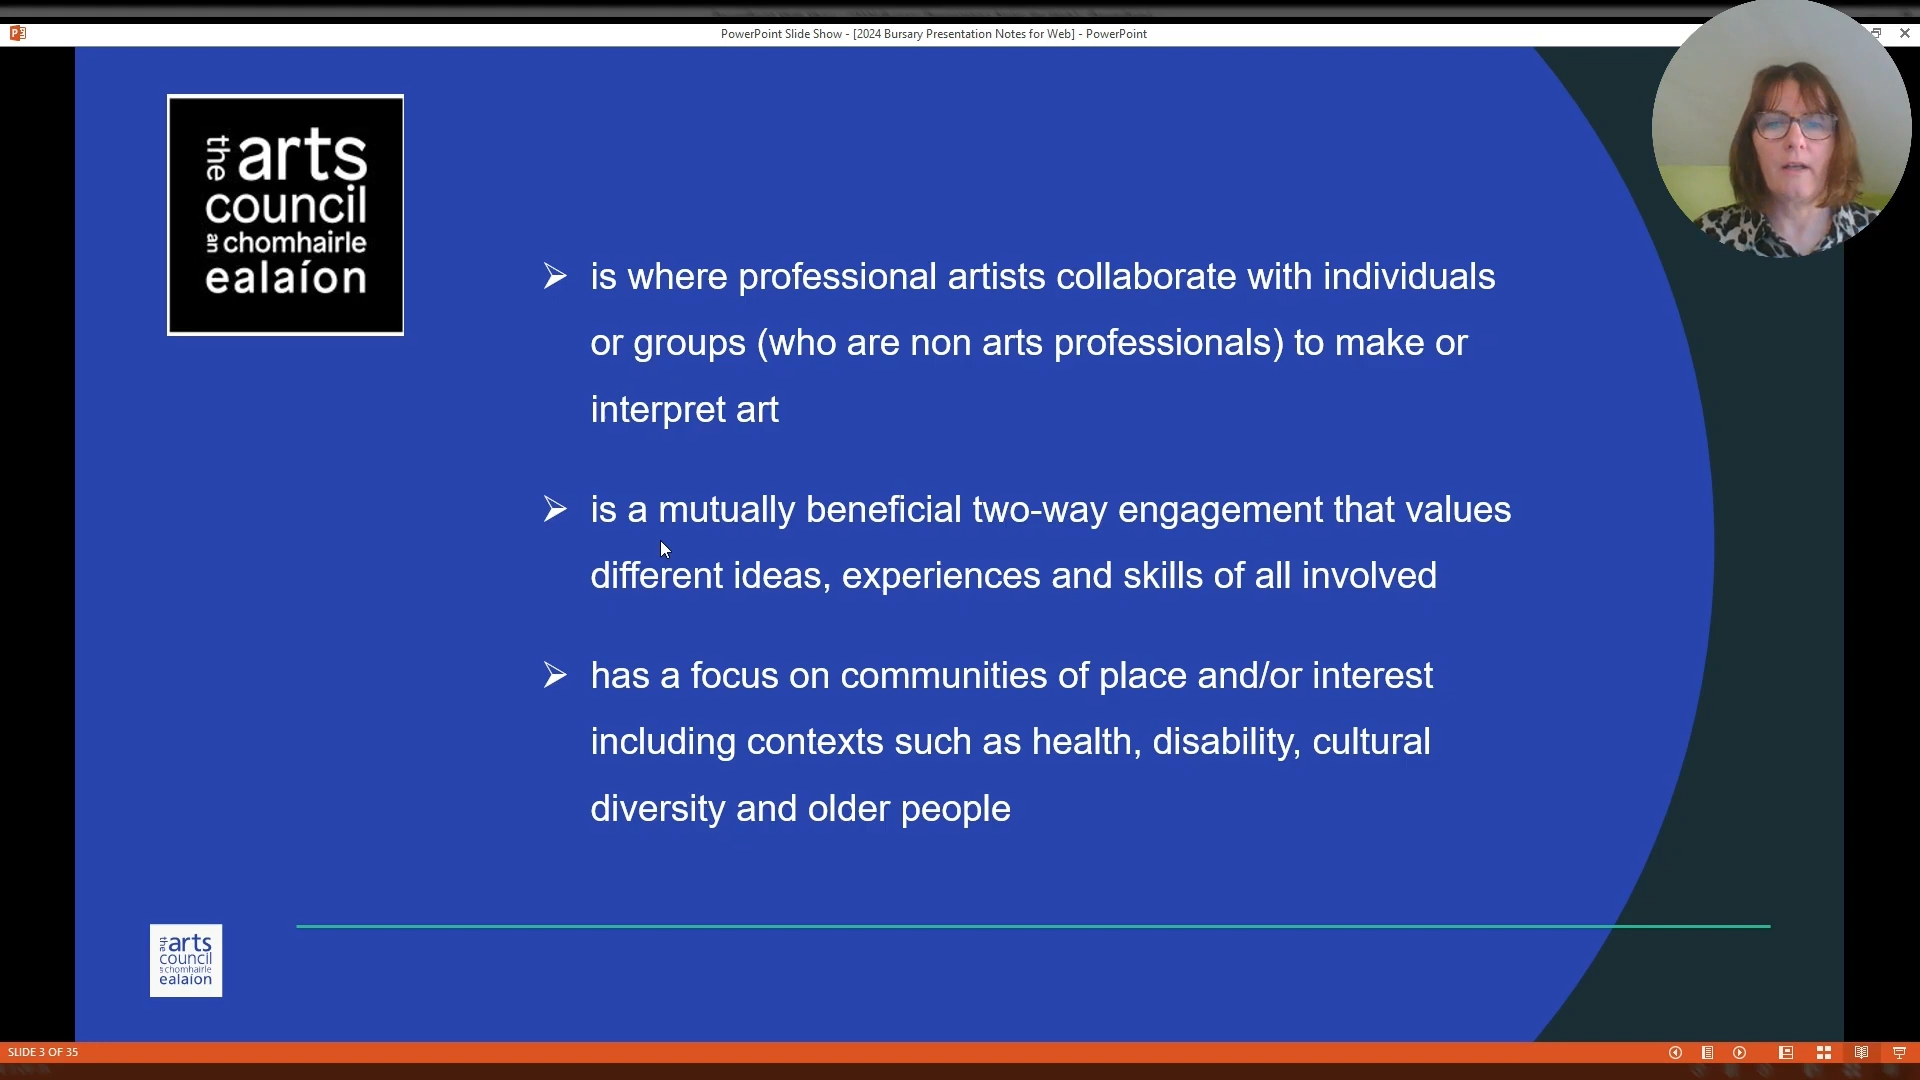 PowerPoint Slide Show - [2024 Bursary Presentation Notes for Web] - PowerPoint
the arts
council
an chomhairle
ealaíon
is where professional artists collaborate with individuals
or groups (who are non arts professionals) to make or
interpret art
is a mutually beneficial two-way engagement that values
different ideas, experiences and skills of all involved
has a focus on communities of place and/or interest
including contexts such as health, disability, cultural
diversity and older people
the arts
council
an chomhairle
ealaíon
SLIDE 3 OF 35